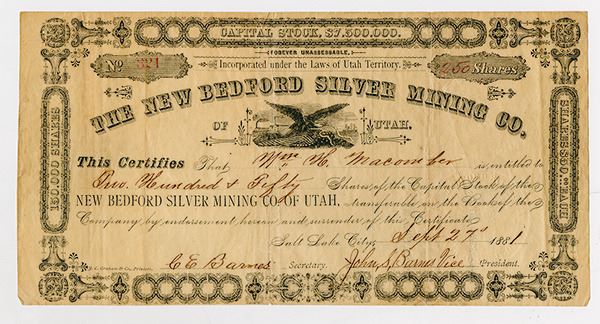 CAPITAL STOCK, $7,500,000.
FOREVER UNASSESSABLE.
No 321
Incorporated under the Laws of Utah Territory.
250 Shares
THE NEW BEDFORD SILVER MINING CO.
OF UTAH.
150,000 SHARES
SHARES $50.00 EACH
This Certifies That Wm H. Macomber is entitled to
Two Hundred & Fifty Shares of the Capital Stock of the
NEW BEDFORD SILVER MINING CO. OF UTAH, transferable on the Books of the
Company by endorsement hereon and surrender of this Certificate
Salt Lake City, Sept 27th 1881
C E Barnes Secretary. John S Barnes Vice President.
J. C. Graham & Co., Printers.